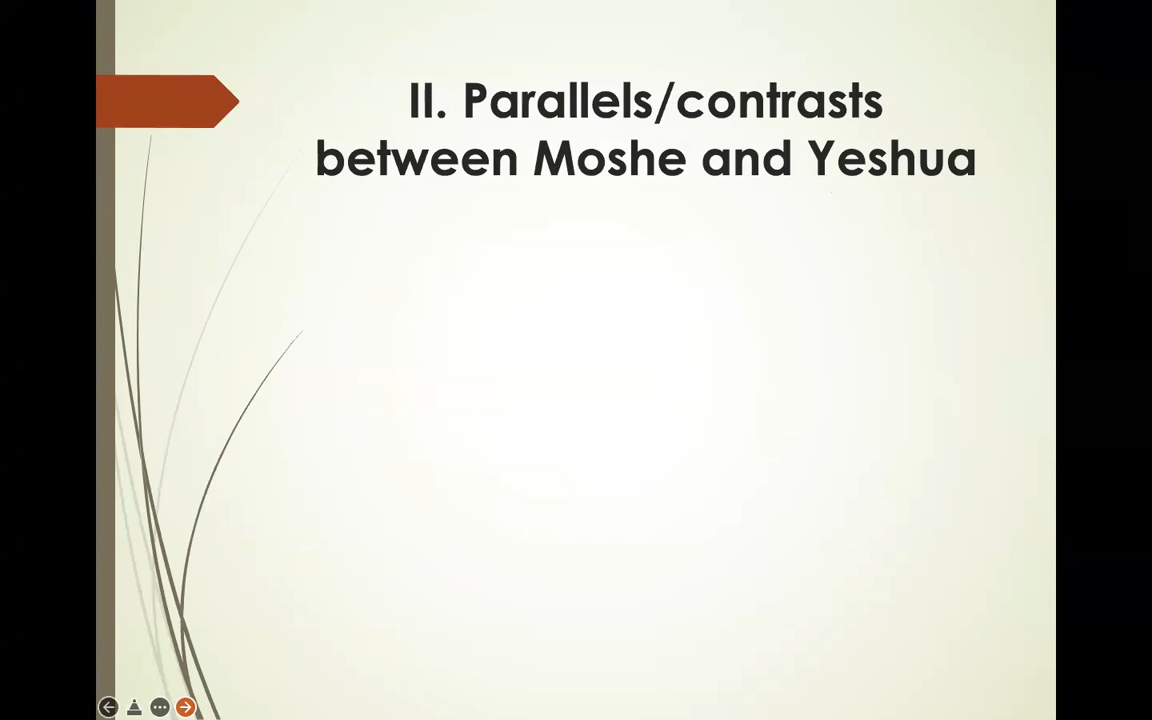 II. Parallels/contrasts
between Moshe and Yeshua